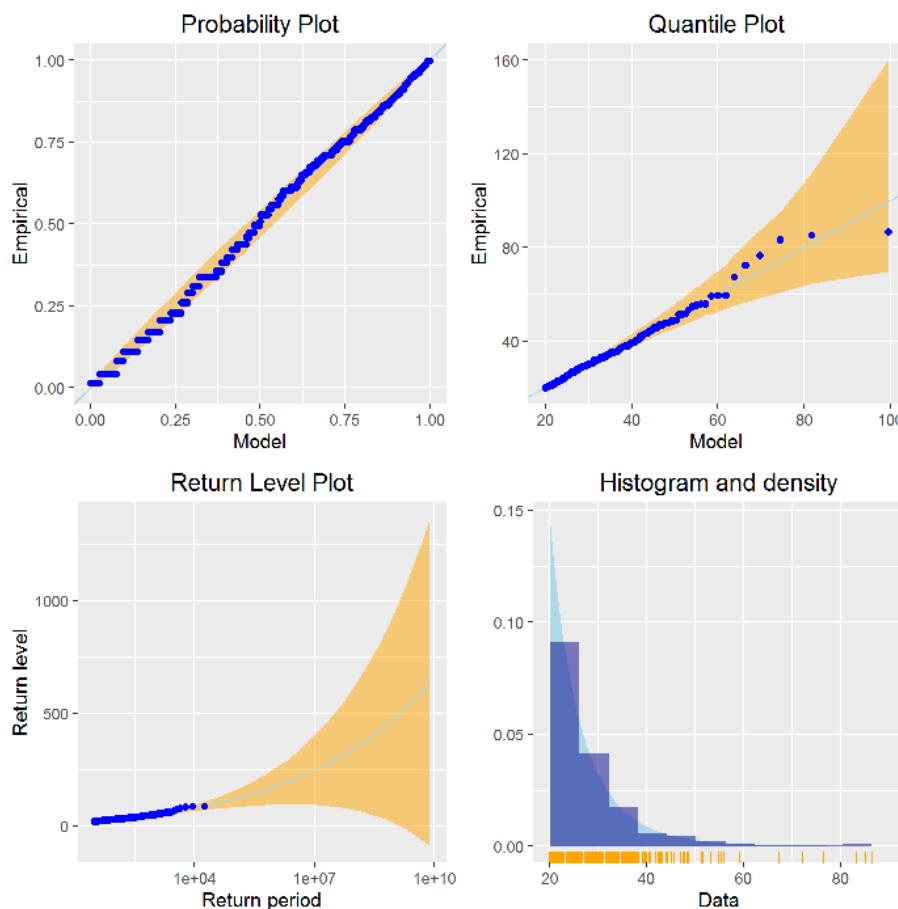 Probability Plot
1.00
0.75
0.50
0.25
0.00
0.00 0.25 0.50 0.75 1.00
Empirical
Model
Quantile Plot
160
120
80
40
20 40 60 80 100
Empirical
Model
Return Level Plot
1000
500
0
1e+04 1e+07 1e+10
Return level
Return period
Histogram and density
0.15
0.10
0.05
0.00
20 40 60 80
Data